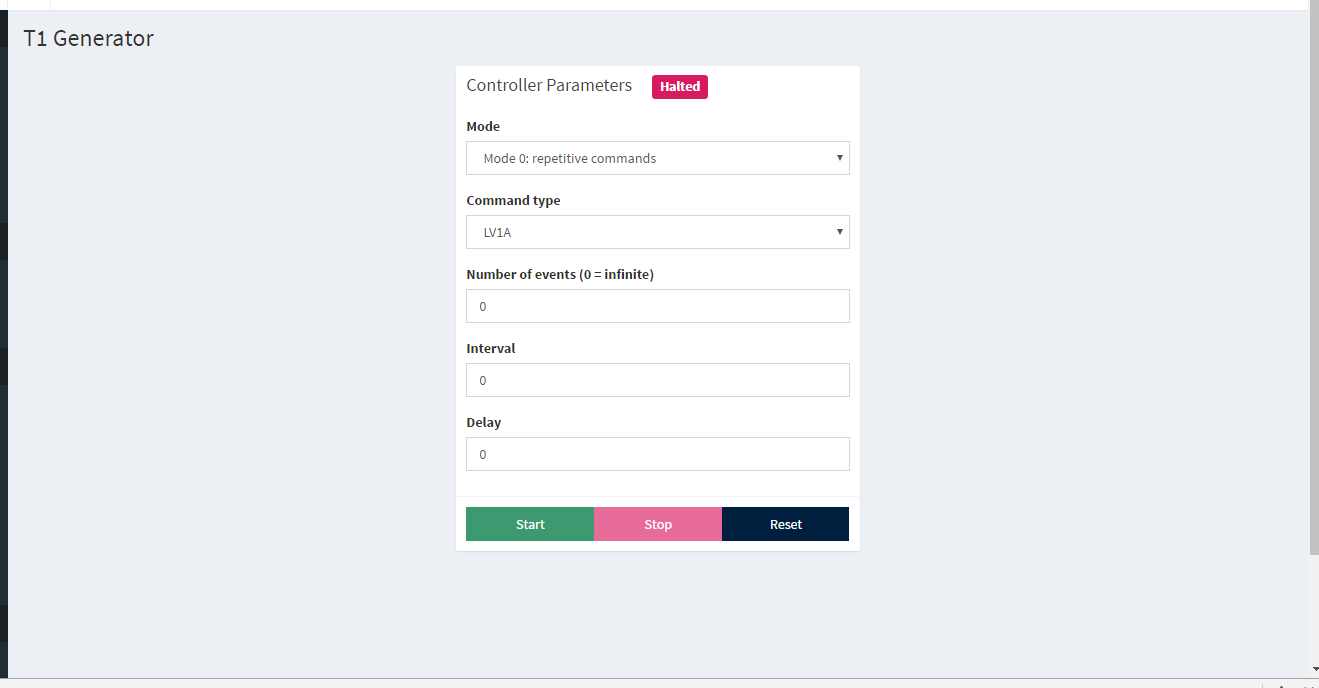 T1 Generator
Controller Parameters Halted
Mode
Mode 0: repetitive commands
Command type
LV1A
Number of events (0 = infinite)
0
Interval
0
Delay
0
Start Stop Reset